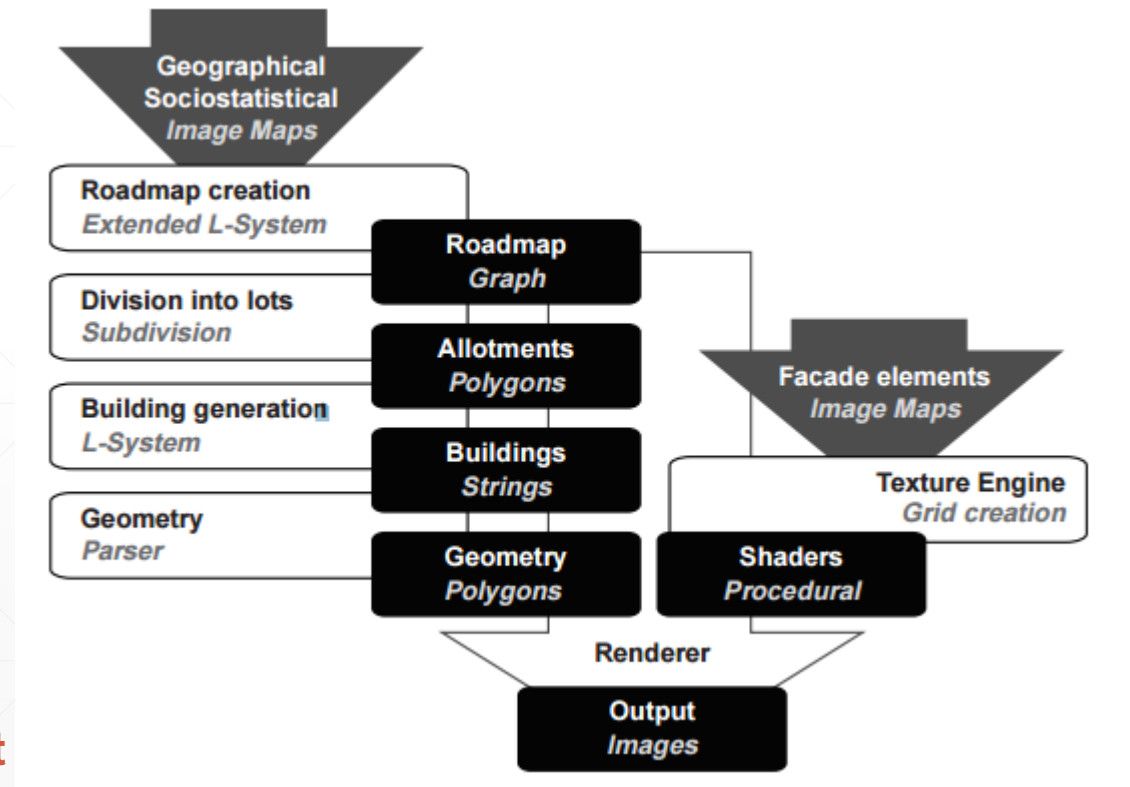 Geographical
Sociostatistical
Image Maps
Roadmap creation
Extended L-System
Roadmap
Graph
Division into lots
Subdivision
Allotments
Polygons
Building generation
L-System
Buildings
Strings
Geometry
Parser
Geometry
Polygons
Facade elements
Image Maps
Texture Engine
Grid creation
Shaders
Procedural
Renderer
Output
Images
t